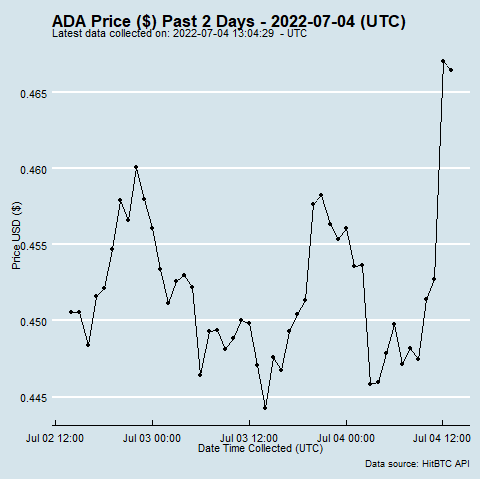 ADA Price ($) Past 2 Days - 2022-07-04 (UTC)
Latest data collected on: 2022-07-04 13:04:29  - UTC
0.465
0.460
0.455
0.450
0.445
Price USD ($)
Jul 02 12:00
Jul 03 00:00
Jul 03 12:00
Jul 04 00:00
Jul 04 12:00
Date Time Collected (UTC)
Data source: HitBTC API